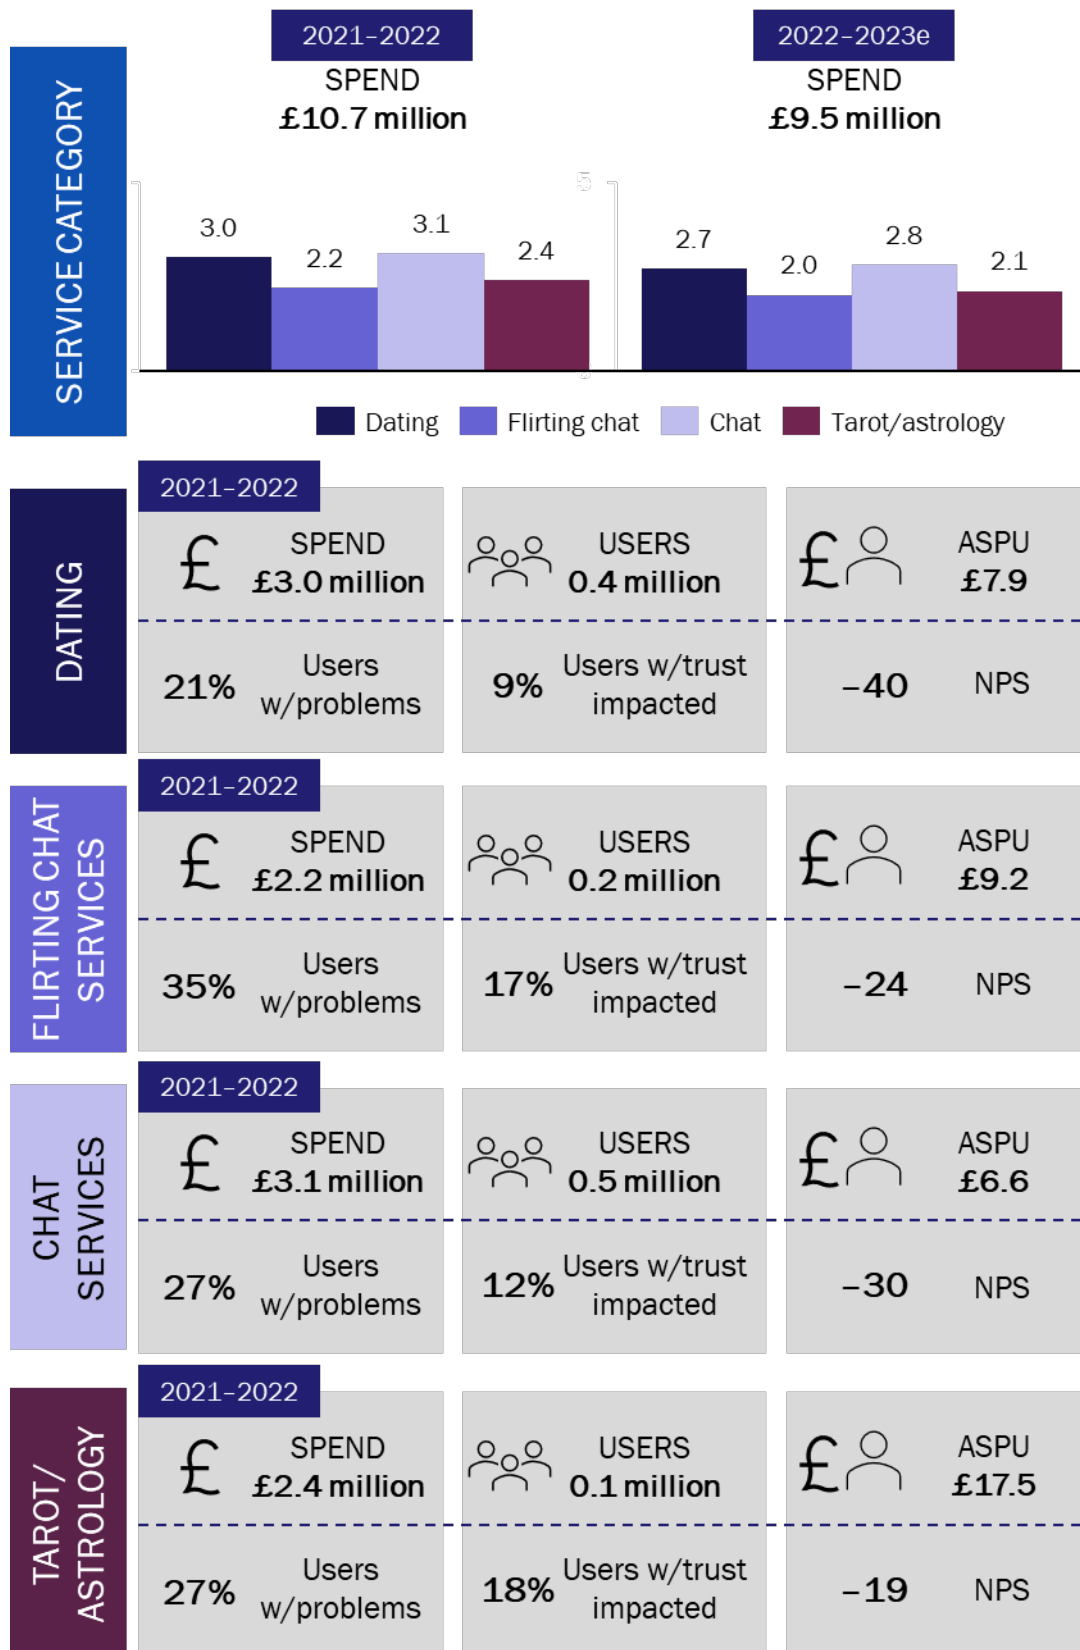 2021–2022
2022–2023e
SPEND
£10.7 million
SPEND
£9.5 million
SERVICE CATEGORY
5
3.0
2.2
3.1
2.4
2.7
2.0
2.8
2.1
Dating
Flirting chat
Chat
Tarot/astrology
DATING
2021–2022
£
SPEND
£3.0 million
USERS
0.4 million
£
ASPU
£7.9
21%
Users
w/problems
9%
Users w/trust
impacted
–40
NPS
FLIRTING CHAT
SERVICES
2021–2022
£
SPEND
£2.2 million
USERS
0.2 million
£
ASPU
£9.2
35%
Users
w/problems
17%
Users w/trust
impacted
–24
NPS
CHAT
SERVICES
2021–2022
£
SPEND
£3.1 million
USERS
0.5 million
£
ASPU
£6.6
27%
Users
w/problems
12%
Users w/trust
impacted
–30
NPS
TAROT/
ASTROLOGY
2021–2022
£
SPEND
£2.4 million
USERS
0.1 million
£
ASPU
£17.5
27%
Users
w/problems
18%
Users w/trust
impacted
–19
NPS